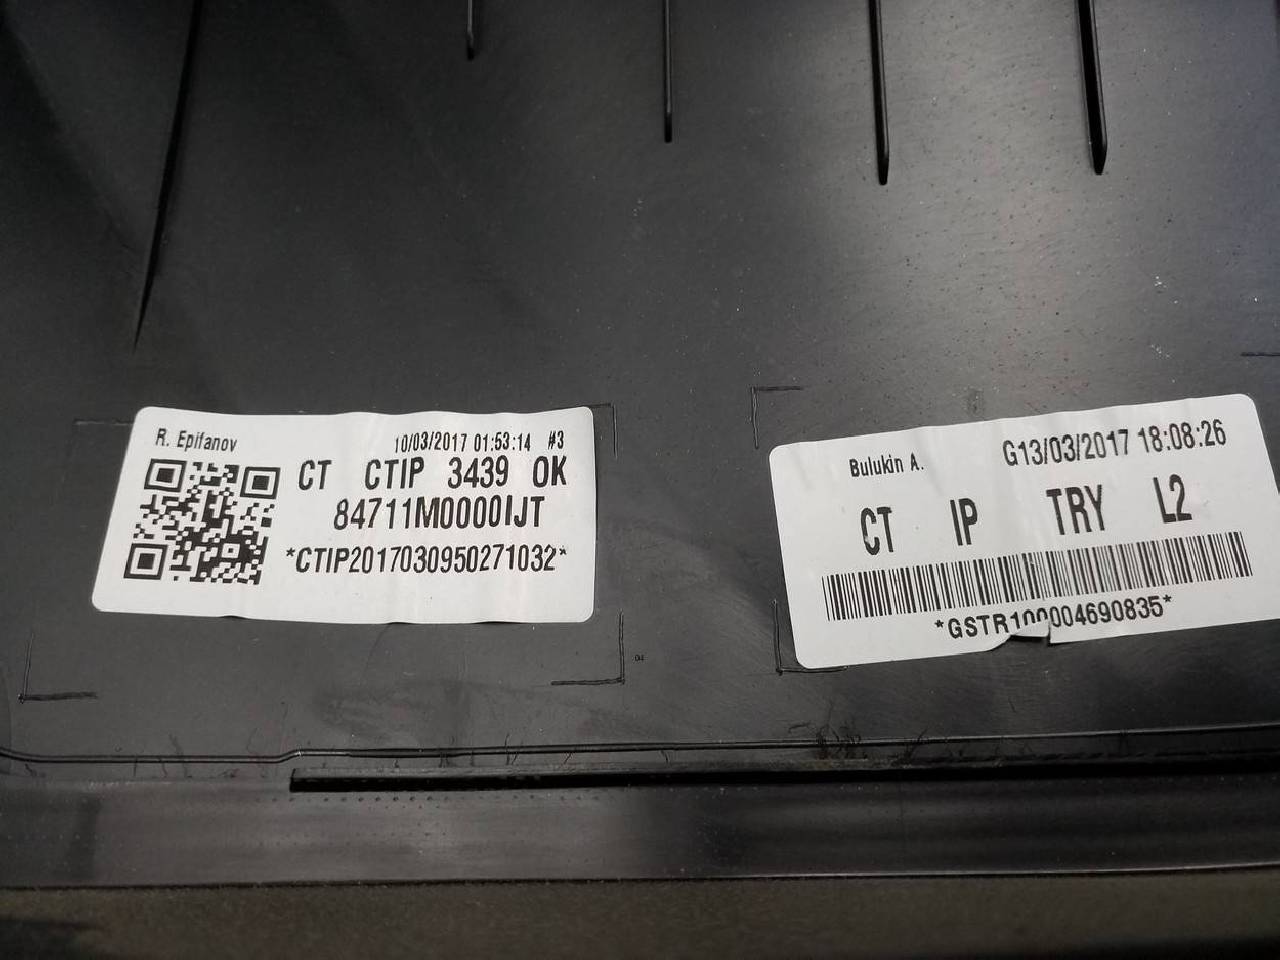 R. Epifanov 10/03/2017 01:53:14 #3
CT CTIP 3439 OK
84711M0000IJT
*CTIP2017030950271032*
Bulukin A. G13/03/2017 18:08:26
CT IP TRY L2
*GSTR100004690835*